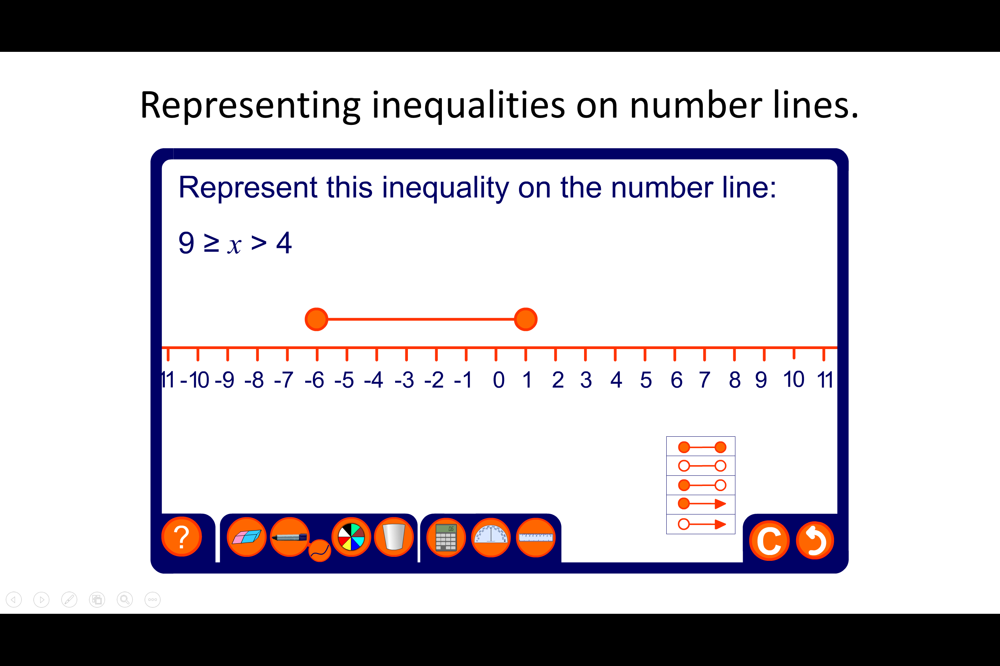 Representing inequalities on number lines.
Represent this inequality on the number line:
9 ≥ x > 4
11 -10 -9 -8 -7 -6 -5 -4 -3 -2 -1 0 1 2 3 4 5 6 7 8 9 10 11
? 06 C